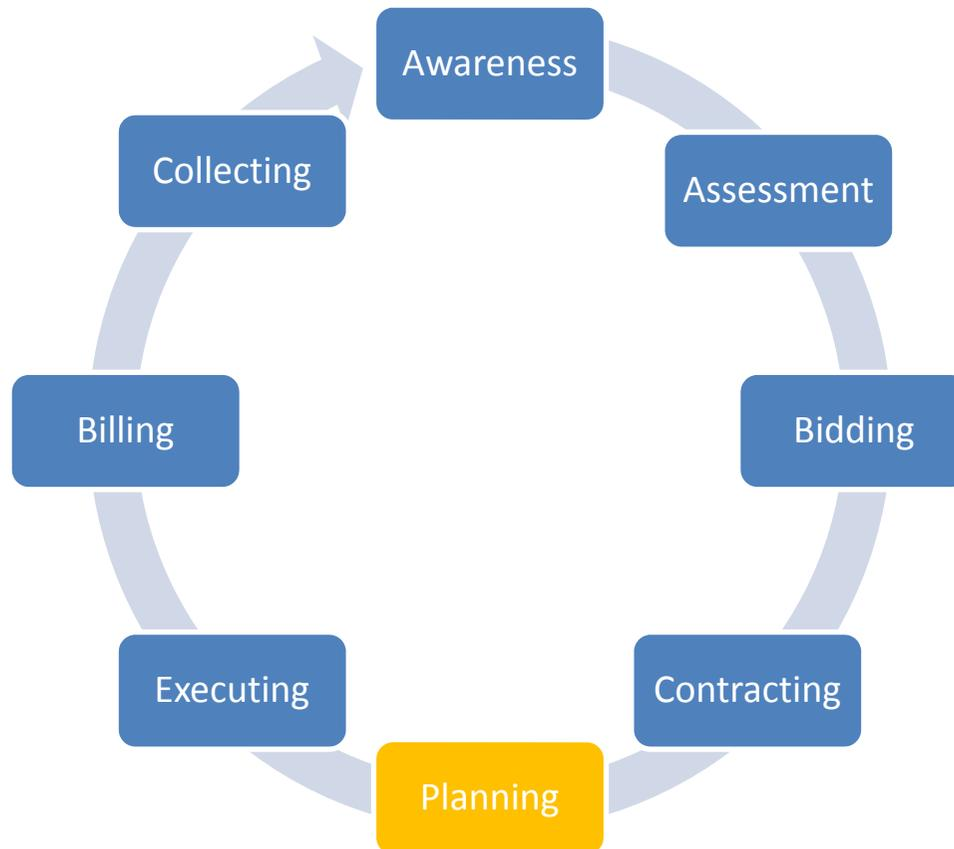 Awareness
Assessment
Bidding
Contracting
Planning
Executing
Billing
Collecting